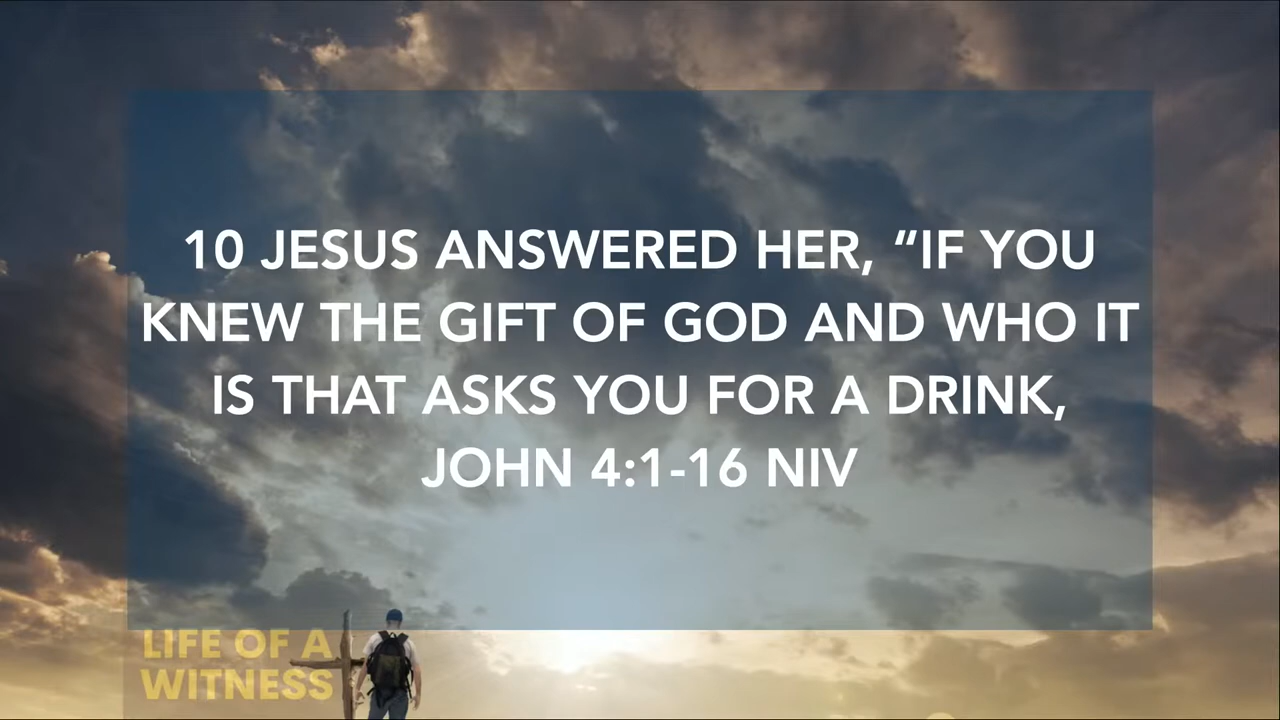 10 JESUS ANSWERED HER, “IF YOU
KNEW THE GIFT OF GOD AND WHO IT
IS THAT ASKS YOU FOR A DRINK,
JOHN 4:1-16 NIV
LIFE OF A
WITNESS